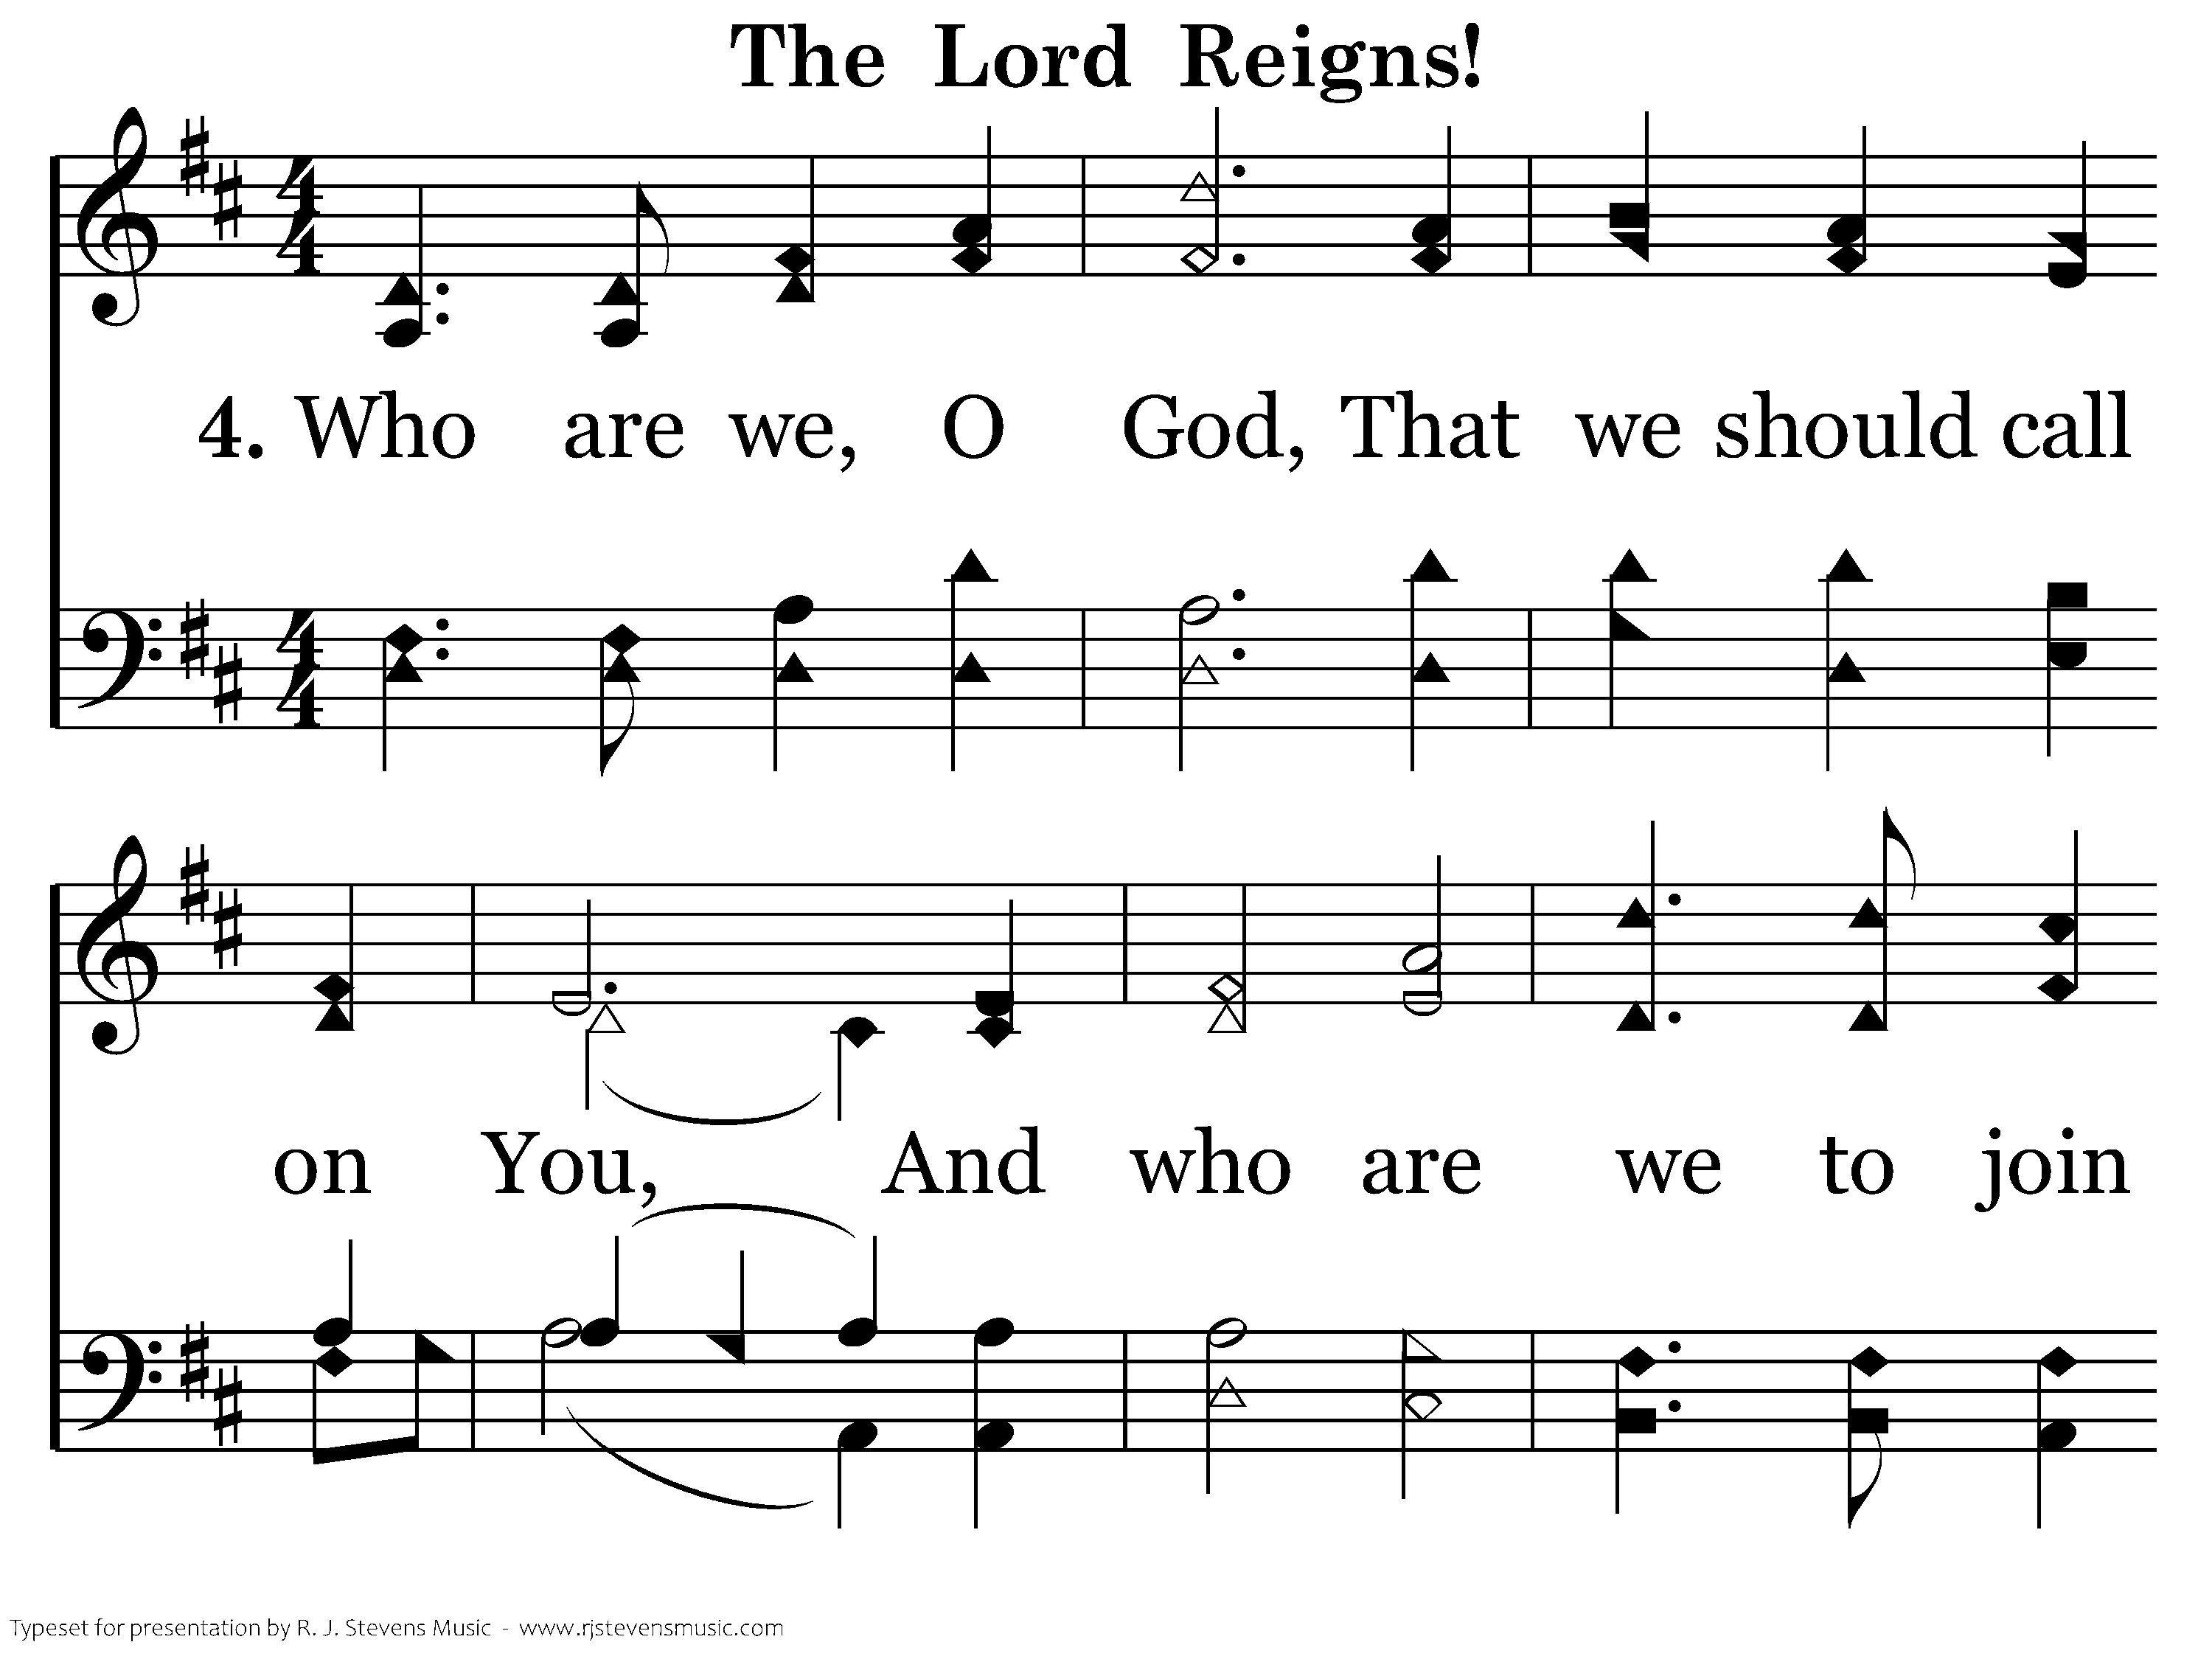 The Lord Reigns!
4. Who are we, O God, That we should call
on You, And who are we to join
Typeset for presentation by R. J. Stevens Music - www.rjstevensmusic.com